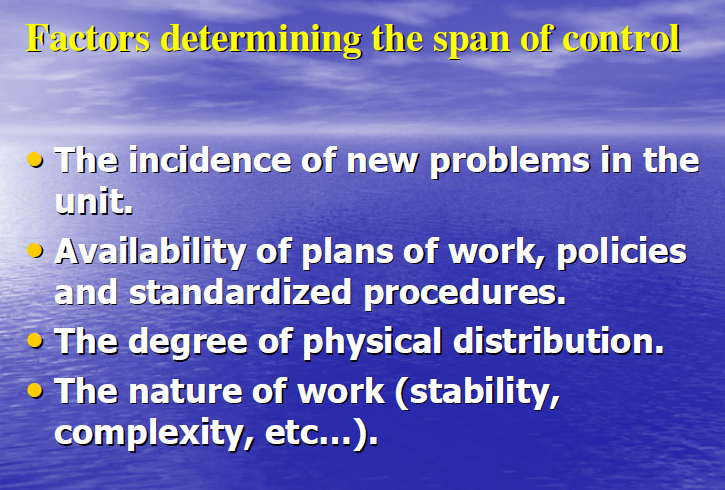 Factors determining the span of control
• The incidence of new problems in the
unit.
• Availability of plans of work, policies
and standardized procedures.
• The degree of physical distribution.
• The nature of work (stability,
complexity, etc...).